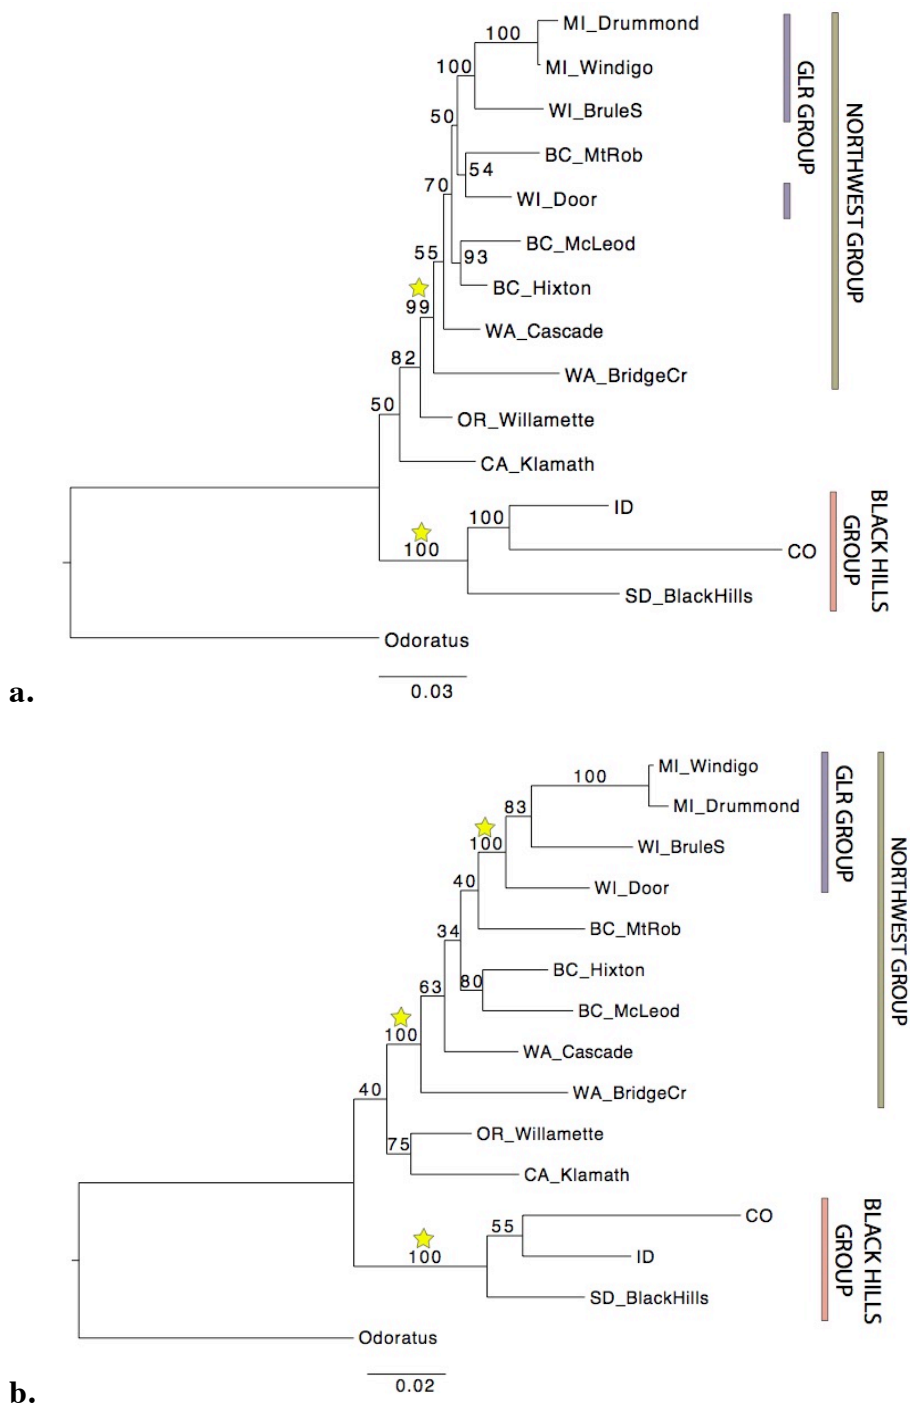 MI_Drummond
100
MI_Windigo
100
WI_BruleS
50
BC_MtRob
54
70
WI_Door
BC_McLeod
55
93
BC_Hixton
99
WA_Cascade
82
WA_BridgeCr
50
OR_Willamette
CA_Klamath
ID
100
CO
100
SD_BlackHills
Odoratus
0.03
GLR GROUP
NORTHWEST GROUP
BLACK HILLS
GROUP
a.
MI_Windigo
100
MI_Drummond
83
WI_BruleS
100
WI_Door
40
BC_MtRob
34
BC_Hixton
80
63
BC_McLeod
100
WA_Cascade
WA_BridgeCr
40
OR_Willamette
75
CA_Klamath
CO
55
ID
100
SD_BlackHills
Odoratus
0.02
GLR GROUP
NORTHWEST GROUP
BLACK HILLS
GROUP
b.